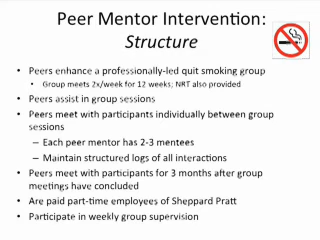 Peer Mentor Intervention:
Structure
• Peers enhance a professionally-led quit smoking group
• Group meets 2x/week for 12 weeks; NRT also provided
• Peers assist in group sessions
• Peers meet with participants individually between group
sessions
– Each peer mentor has 2-3 mentees
– Maintain structured logs of all interactions
• Peers meet with participants for 3 months after group
meetings have concluded
• Are paid part-time employees of Sheppard Pratt
• Participate in weekly group supervision